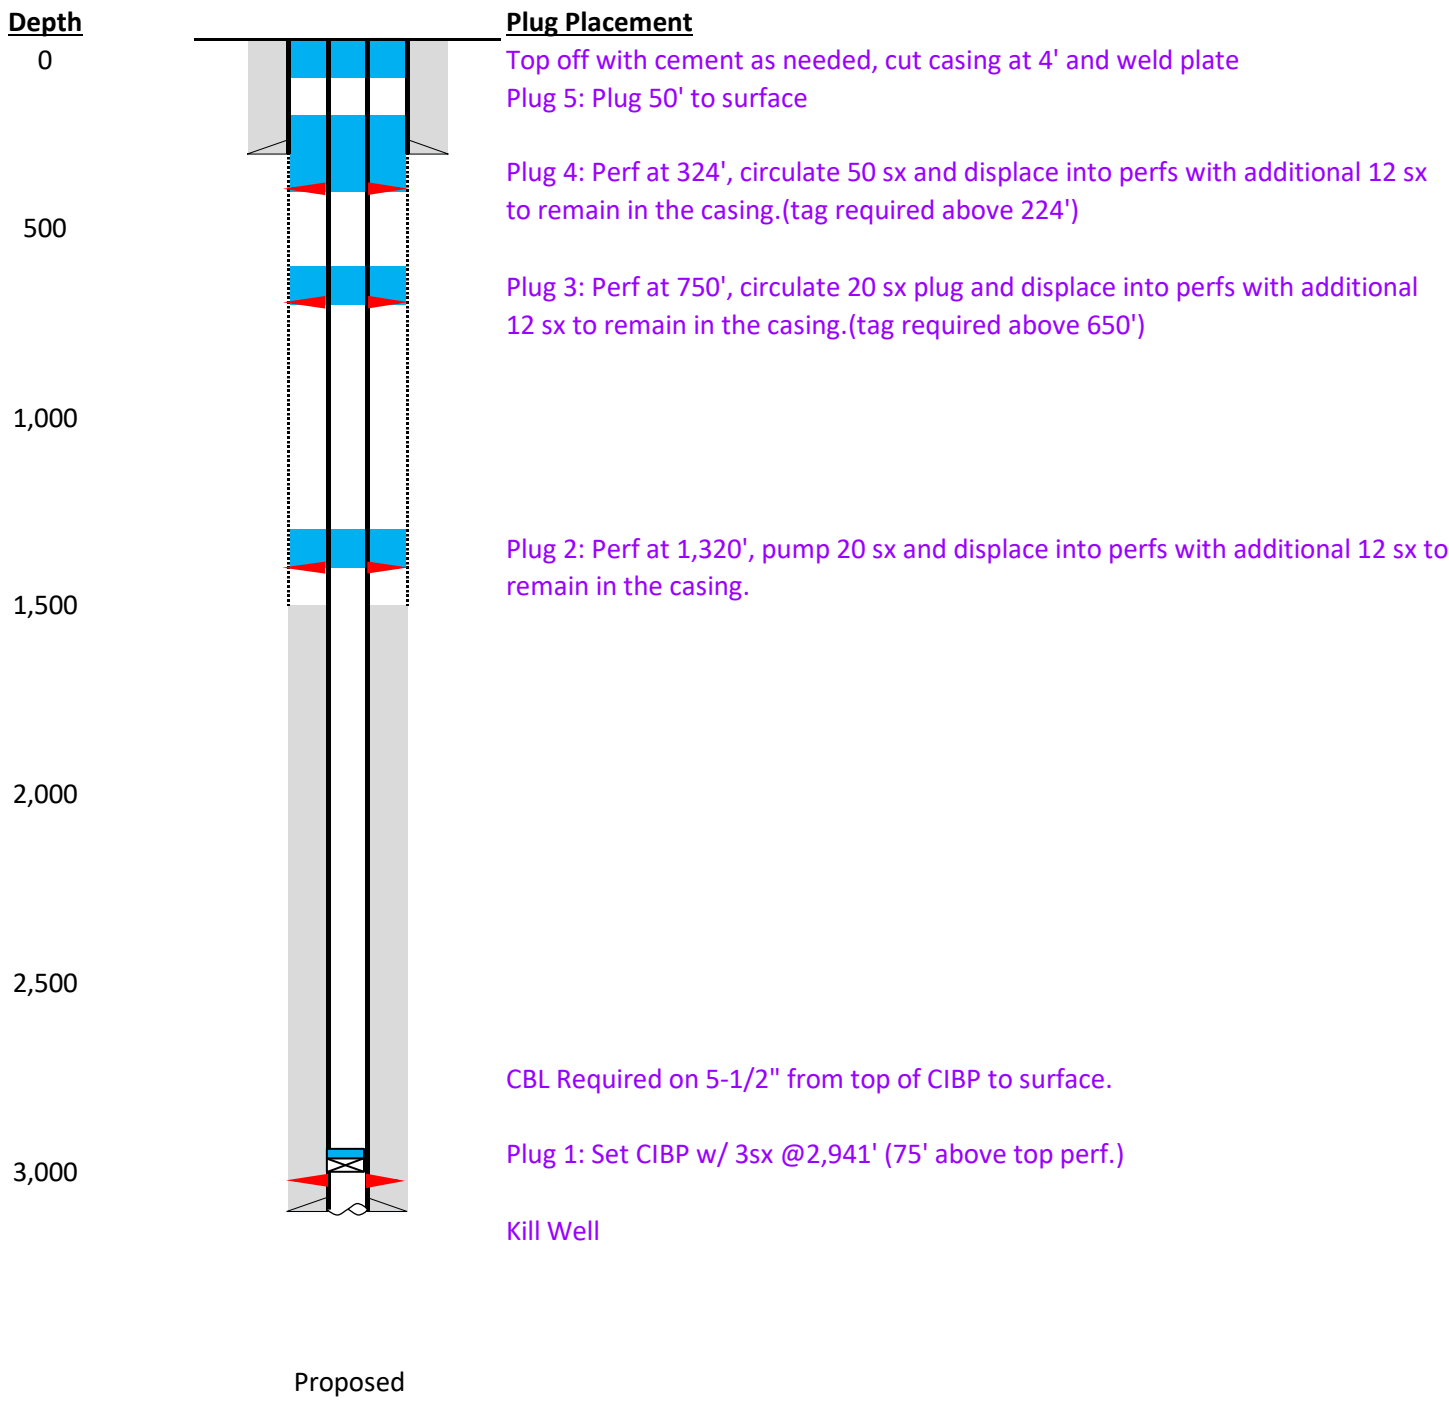 Depth
Plug Placement
0
Top off with cement as needed, cut casing at 4' and weld plate
Plug 5: Plug 50' to surface
Plug 4: Perf at 324', circulate 50 sx and displace into perfs with additional 12 sx
to remain in the casing.(tag required above 224')
500
Plug 3: Perf at 750', circulate 20 sx plug and displace into perfs with additional
12 sx to remain in the casing.(tag required above 650')
1,000
Plug 2: Perf at 1,320', pump 20 sx and displace into perfs with additional 12 sx to
remain in the casing.
1,500
2,000
2,500
CBL Required on 5-1/2" from top of CIBP to surface.
Plug 1: Set CIBP w/ 3sx @2,941' (75' above top perf.)
3,000
Kill Well
Proposed